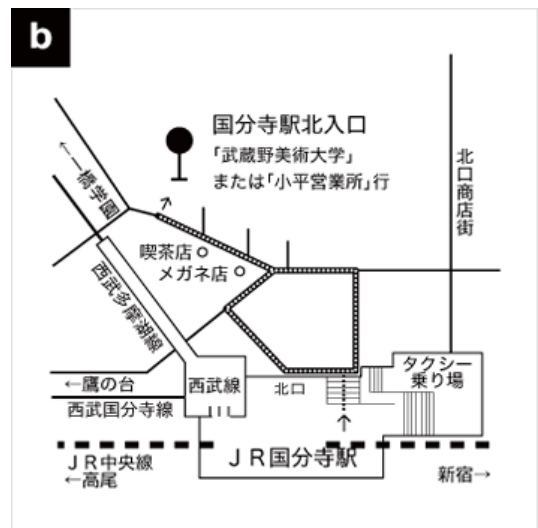 b
国分寺駅北入口
「武蔵野美術大学」
または「小平営業所」行
北口商店街
←一橋学園
喫茶店
メガネ店
西武多摩湖線
タクシー
乗り場
←鷹の台
西武線
北口
西武国分寺線
JR中央線
←高尾
JR国分寺駅
新宿→